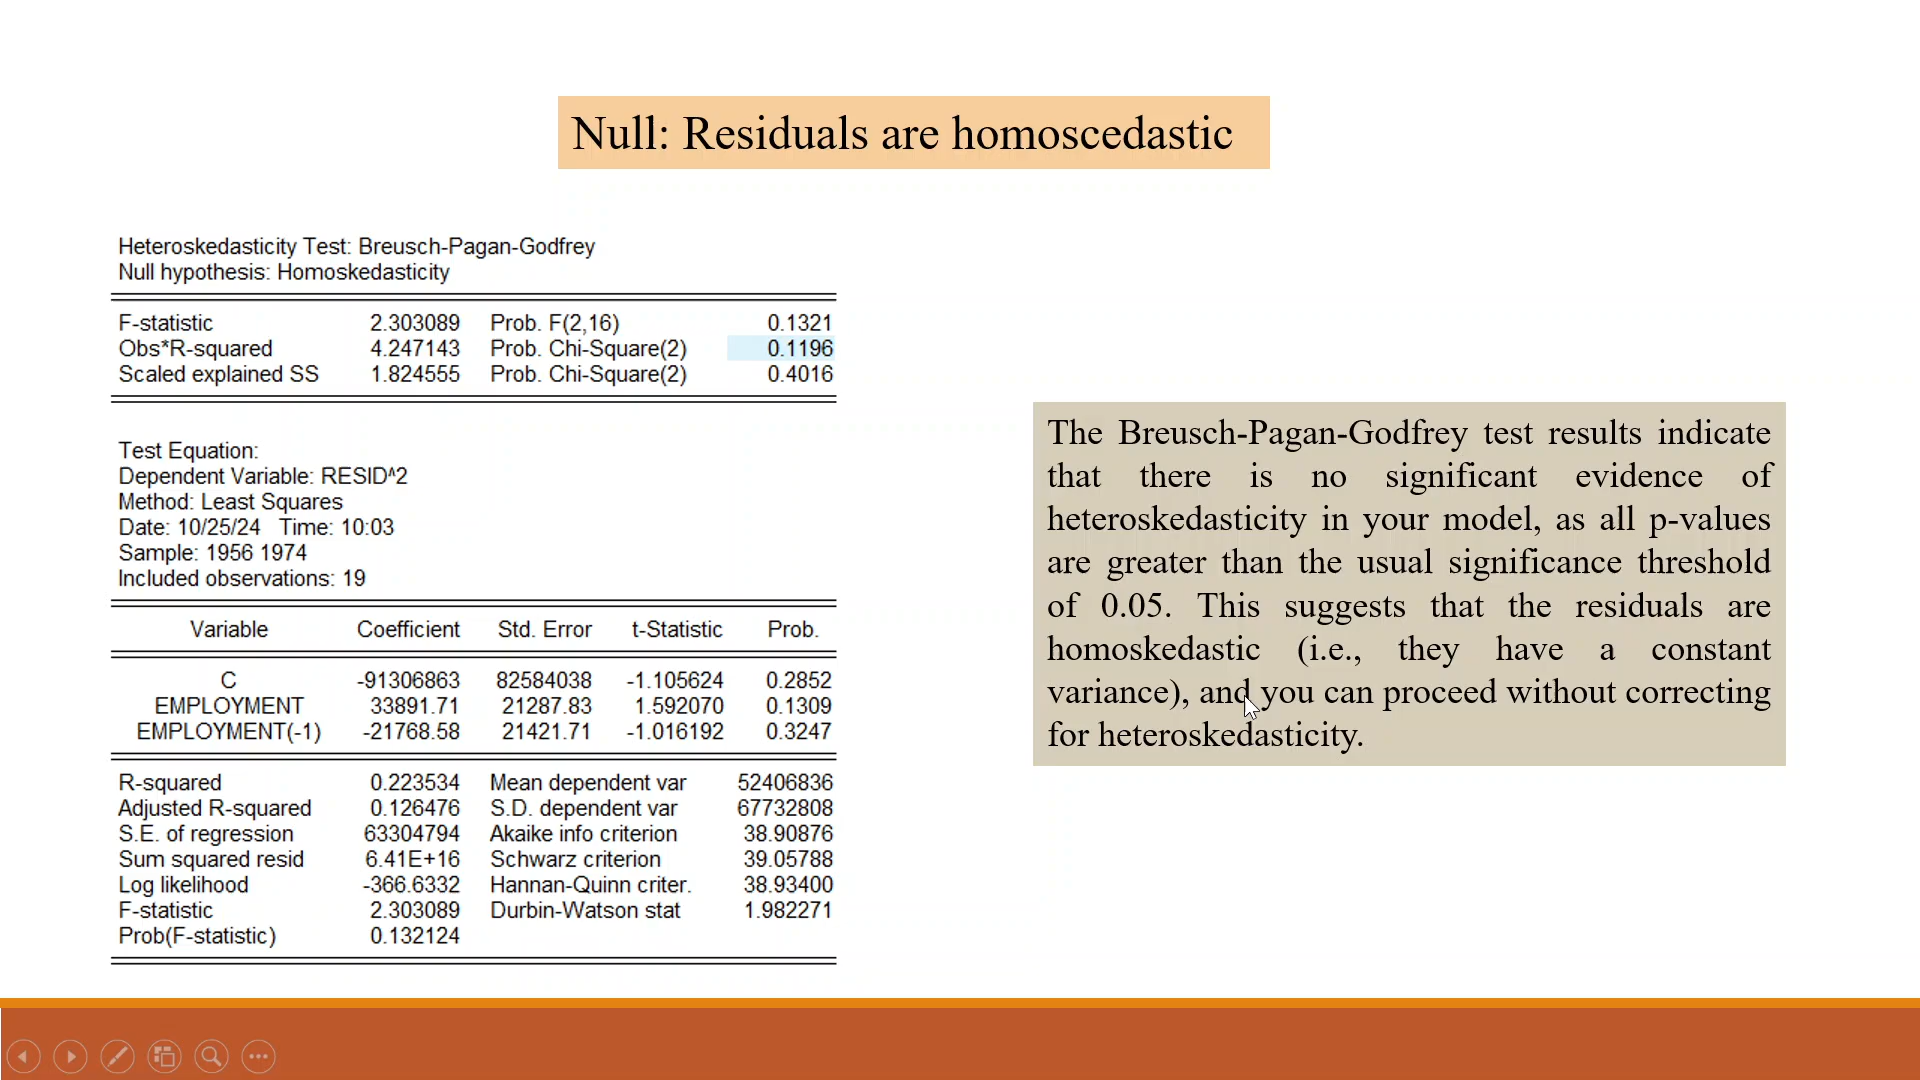 Null: Residuals are homoscedastic
Heteroskedasticity Test: Breusch-Pagan-Godfrey
Null hypothesis: Homoskedasticity
F-statistic 2.303089 Prob. F(2,16) 0.1321
Obs*R-squared 4.247143 Prob. Chi-Square(2) 0.1196
Scaled explained SS 1.824555 Prob. Chi-Square(2) 0.4016
Test Equation:
Dependent Variable: RESID^2
Method: Least Squares
Date: 10/25/24 Time: 10:03
Sample: 1956 1974
Included observations: 19
Variable Coefficient Std. Error t-Statistic Prob.
C -91306863 82584038 -1.105624 0.2852
EMPLOYMENT 33891.71 21287.83 1.592070 0.1309
EMPLOYMENT(-1) -21768.58 21421.71 -1.016192 0.3247
R-squared 0.223534 Mean dependent var 52406836
Adjusted R-squared 0.126476 S.D. dependent var 67732808
S.E. of regression 63304794 Akaike info criterion 38.90876
Sum squared resid 6.41E+16 Schwarz criterion 39.05788
Log likelihood -366.6332 Hannan-Quinn criter. 38.93400
F-statistic 2.303089 Durbin-Watson stat 1.982271
Prob(F-statistic) 0.132124
The Breusch-Pagan-Godfrey test results indicate
that there is no significant evidence of
heteroskedasticity in your model, as all p-values
are greater than the usual significance threshold
of 0.05. This suggests that the residuals are
homoskedastic (i.e., they have a constant
variance), and you can proceed without correcting
for heteroskedasticity.